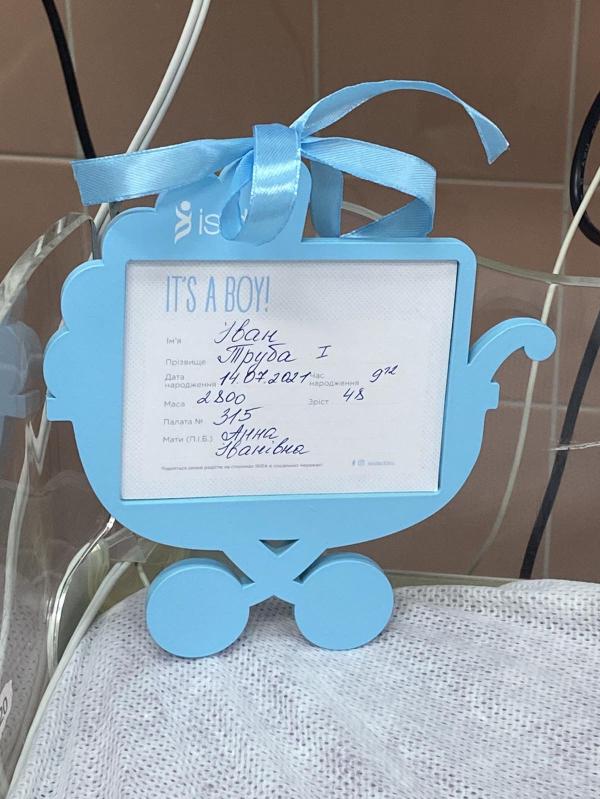 IT'S A BOY!
Ім'я Іван
Прізвище Труба I
Дата народження 14.07.2021 Час народження 9 12
Маса 2800 Зріст 48
Палата № 315
Мати (П.І.Б.) Анна
Іванівна